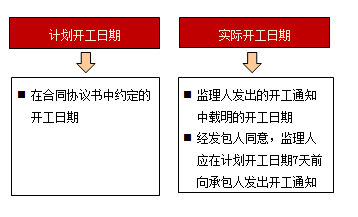 计划开工日期
实际开工日期
■ 在合同协议书中约定的
开工日期
■ 监理人发出的开工通知
中载明的开工日期
■ 经发包人同意，监理人
应在计划开工日期7天前
向承包人发出开工通知